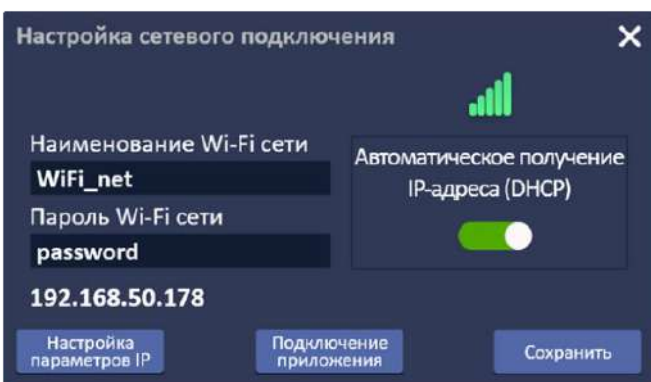 Настройка сетевого подключения
Наименование Wi-Fi сети
WiFi_net
Пароль Wi-Fi сети
password
192.168.50.178
Автоматическое получение
IP-адреса (DHCP)
Настройка
параметров IP
Подключение
приложения
Сохранить